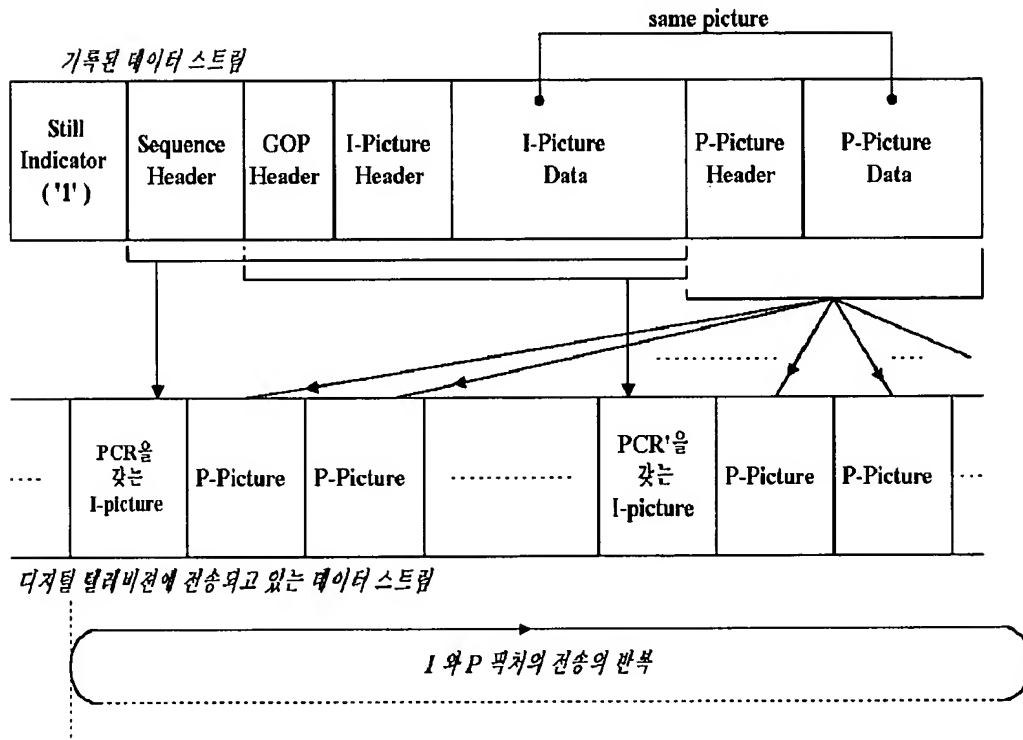 same picture
기록된 데이터 스트림
Still
Indicator
('1')
Sequence
Header
GOP
Header
I-Picture
Header
I-Picture
Data
P-Picture
Header
P-Picture
Data
PCR을
갖는
I-picture
P-Picture
P-Picture
PCR'을
갖는
I-picture
P-Picture
P-Picture
디지털 텔레비젼에 전송되고 있는 데이터 스트림
I 와 P 픽처의 전송의 반복